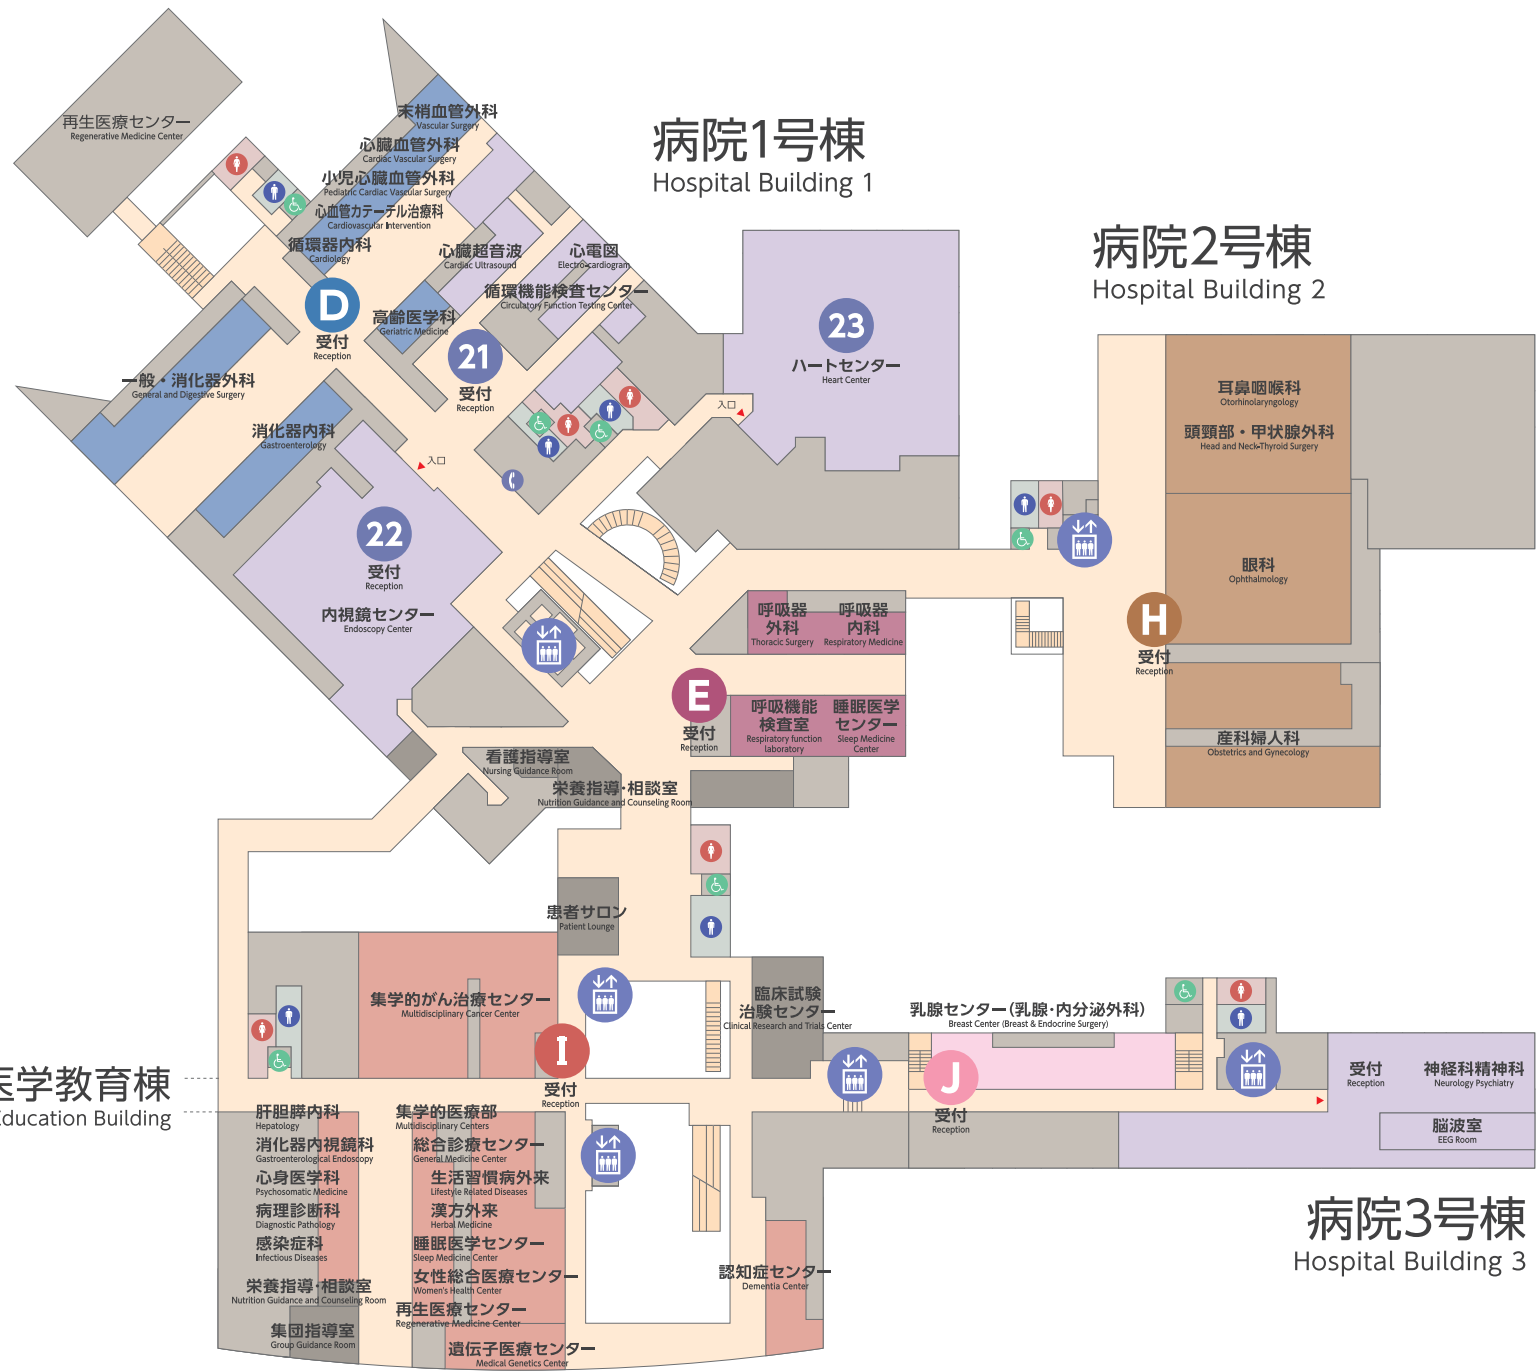 病院1号棟
Hospital Building 1
再生医療センター
Regenerative Medicine Center
末梢血管外科
Vascular Surgery
心臓血管外科
Cardiac Vascular Surgery
小児心臓血管外科
Pediatric Cardiac Vascular Surgery
心血管カテーテル治療科
Cardiovascular Intervention
循環器内科
Cardiology
D
受付
Reception
心臓超音波
Cardiac Ultrasound
心電図
Electro-cardiogram
循環機能検査センター
Circulatory Function Testing Center
高齢医学科
Geriatric Medicine
21
受付
Reception
23
ハートセンター
Heart Center
入口
一般・消化器外科
General and Digestive Surgery
消化器内科
Gastroenterology
入口
22
受付
Reception
内視鏡センター
Endoscopy Center
病院2号棟
Hospital Building 2
耳鼻咽喉科
Otorhinolaryngology
頭頸部・甲状腺外科
Head and Neck-Thyroid Surgery
眼科
Ophthalmology
H
受付
Reception
産科婦人科
Obstetrics and Gynecology
呼吸器
外科
Thoracic Surgery
呼吸器
内科
Respiratory Medicine
E
受付
Reception
呼吸機能
検査室
Respiratory function
laboratory
睡眠医学
センター
Sleep Medicine
Center
看護指導室
Nursing Guidance Room
栄養指導・相談室
Nutrition Guidance and Counseling Room
患者サロン
Patient Lounge
集学的がん治療センター
Multidisciplinary Cancer Center
I
受付
Reception
臨床試験
治験センター
Clinical Research and Trials Center
乳腺センター(乳腺・内分泌外科)
Breast Center (Breast & Endocrine Surgery)
J
受付
Reception
受付
Reception
神経科精神科
Neurology Psychiatry
脳波室
EEG Room
病院3号棟
Hospital Building 3
医学教育棟
Education Building
肝胆膵内科
Hepatology
消化器内視鏡科
Gastroenterological Endoscopy
心身医学科
Psychosomatic Medicine
病理診断科
Diagnostic Pathology
感染症科
Infectious Diseases
栄養指導・相談室
Nutrition Guidance and Counseling Room
集団指導室
Group Guidance Room
集学的医療部
Multidisciplinary Centers
総合診療センター
General Medicine Center
生活習慣病外来
Lifestyle Related Diseases
漢方外来
Herbal Medicine
睡眠医学センター
Sleep Medicine Center
女性総合医療センター
Women's Health Center
再生医療センター
Regenerative Medicine Center
遺伝子医療センター
Medical Genetics Center
認知症センター
Dementia Center